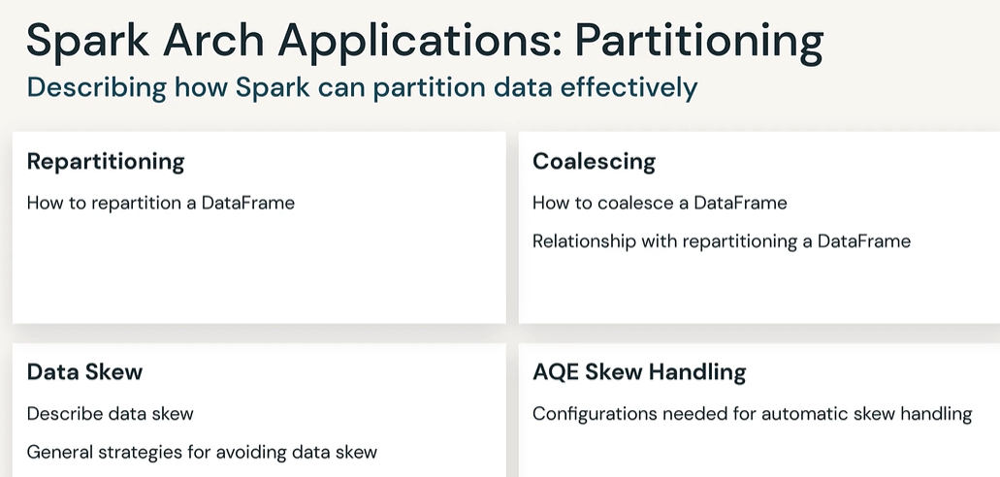 Spark Arch Applications: Partitioning
Describing how Spark can partition data effectively
Repartitioning
How to repartition a DataFrame
Coalescing
How to coalesce a DataFrame
Relationship with repartitioning a DataFrame
Data Skew
Describe data skew
General strategies for avoiding data skew
AQE Skew Handling
Configurations needed for automatic skew handling